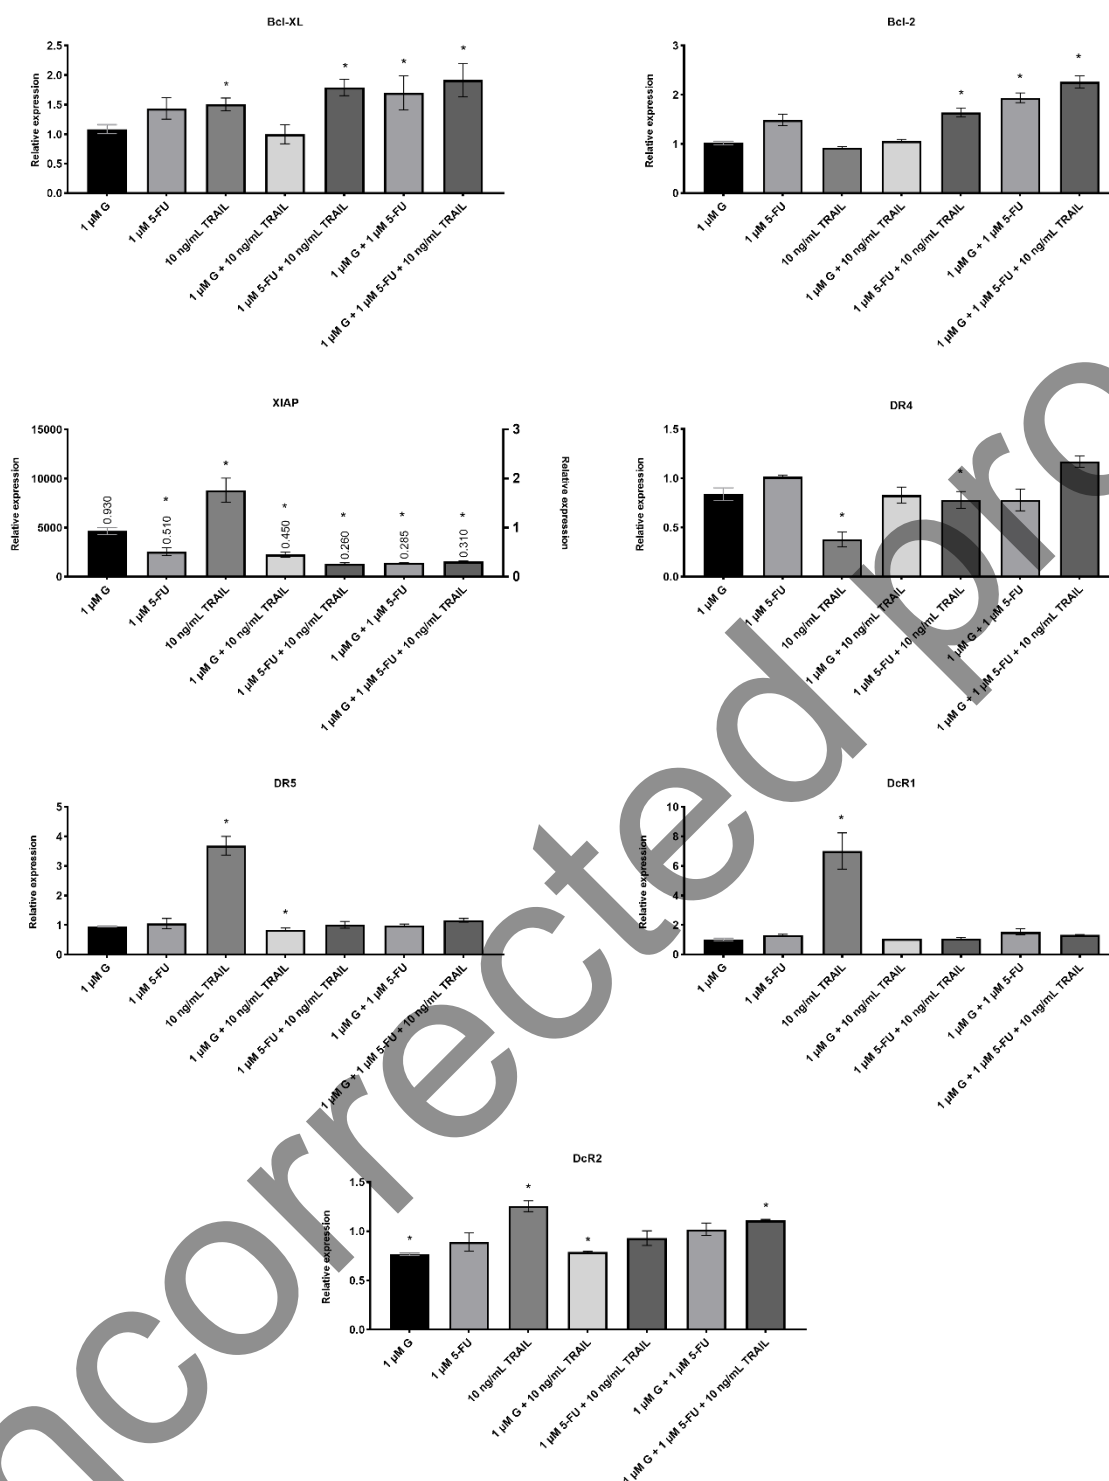 Bcl-XL
Relative expression
2.5
2.0
1.5
1.0
0.5
0.0
*
*
*
*
1 µM G
1 µM 5-FU
10 ng/mL TRAIL
1 µM G + 10 ng/mL TRAIL
1 µM 5-FU + 10 ng/mL TRAIL
1 µM G + 1 µM 5-FU
1 µM G + 1 µM 5-FU + 10 ng/mL TRAIL
Bcl-2
Relative expression
3
2
1
0
*
*
*
1 µM G
1 µM 5-FU
10 ng/mL TRAIL
1 µM G + 10 ng/mL TRAIL
1 µM 5-FU + 10 ng/mL TRAIL
1 µM G + 1 µM 5-FU
1 µM G + 1 µM 5-FU + 10 ng/mL TRAIL
XIAP
Relative expression
15000
10000
5000
0
0.930
* 0.510
*
* 0.450
* 0.260
* 0.285
* 0.310
3
2
1
0
Relative expression
1 µM G
1 µM 5-FU
10 ng/mL TRAIL
1 µM G + 10 ng/mL TRAIL
1 µM 5-FU + 10 ng/mL TRAIL
1 µM G + 1 µM 5-FU
1 µM G + 1 µM 5-FU + 10 ng/mL TRAIL
DR4
Relative expression
1.5
1.0
0.5
0.0
*
*
1 µM G
1 µM 5-FU
10 ng/mL TRAIL
1 µM G + 10 ng/mL TRAIL
1 µM 5-FU + 10 ng/mL TRAIL
1 µM G + 1 µM 5-FU
1 µM G + 1 µM 5-FU + 10 ng/mL TRAIL
DR5
Relative expression
5
4
3
2
1
0
*
*
1 µM G
1 µM 5-FU
10 ng/mL TRAIL
1 µM G + 10 ng/mL TRAIL
1 µM 5-FU + 10 ng/mL TRAIL
1 µM G + 1 µM 5-FU
1 µM G + 1 µM 5-FU + 10 ng/mL TRAIL
DcR1
Relative expression
10
8
6
4
2
0
*
1 µM G
1 µM 5-FU
10 ng/mL TRAIL
1 µM G + 10 ng/mL TRAIL
1 µM 5-FU + 10 ng/mL TRAIL
1 µM G + 1 µM 5-FU
1 µM G + 1 µM 5-FU + 10 ng/mL TRAIL
DcR2
Relative expression
1.5
1.0
0.5
0.0
*
*
*
*
1 µM G
1 µM 5-FU
10 ng/mL TRAIL
1 µM G + 10 ng/mL TRAIL
1 µM 5-FU + 10 ng/mL TRAIL
1 µM G + 1 µM 5-FU
1 µM G + 1 µM 5-FU + 10 ng/mL TRAIL
ncorrected pro